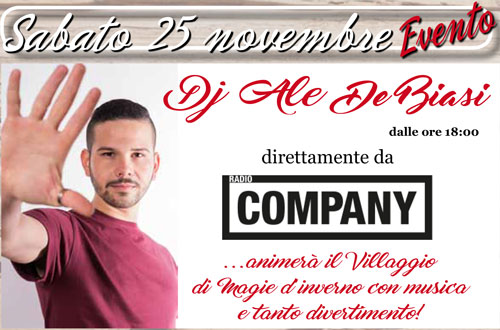 Sabato 25 novembre Evento
Dj Ale DeBiasi
dalle ore 18:00
direttamente da
RADIO
COMPANY
...animerà il Villaggio
di Magie d'inverno con musica
e tanto divertimento!